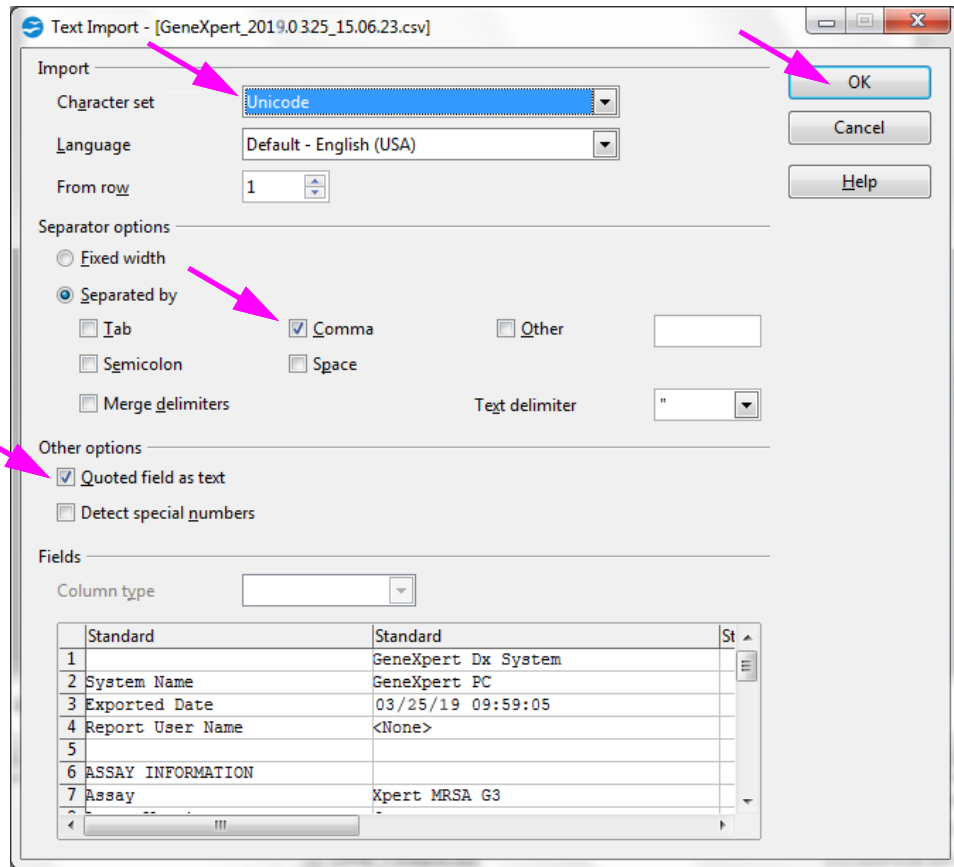 Text Import - [GeneXpert_2019.0325_15.06.23.csv]
Import
OK
Character set Unicode
Cancel
Language Default - English (USA)
From row 1
Help
Separator options
Fixed width
Separated by
Tab Comma Other
Semicolon Space
Merge delimiters Text delimiter "
Other options
Quoted field as text
Detect special numbers
Fields
Column type
Standard Standard St
1 GeneXpert Dx System
2 System Name GeneXpert PC
3 Exported Date 03/25/19 09:59:05
4 Report User Name <None>
5
6 ASSAY INFORMATION
7 Assay Xpert MRSA G3